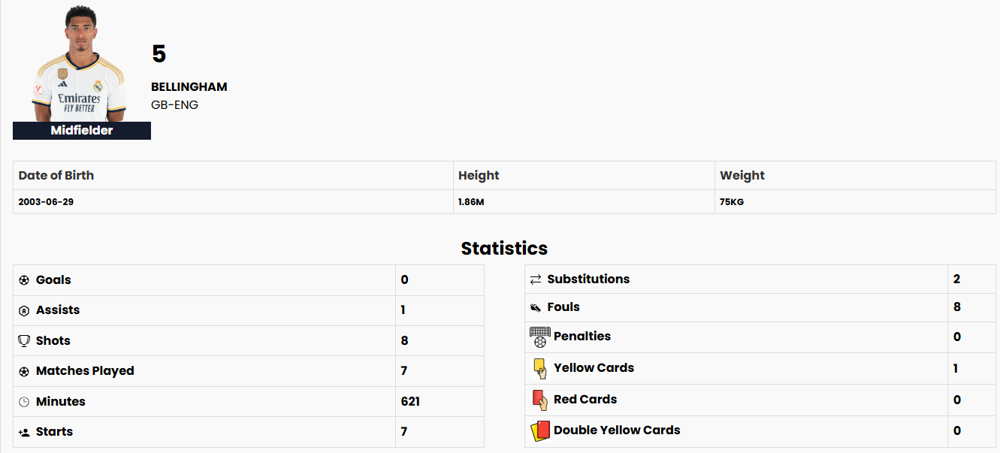 5
BELLINGHAM
GB-ENG
Emirates
FLY BETTER
Midfielder
Date of Birth Height Weight
2003-06-29 1.86M 75KG
Statistics
Goals 0
Assists 1
Shots 8
Matches Played 7
Minutes 621
Starts 7
Substitutions 2
Fouls 8
Penalties 0
Yellow Cards 1
Red Cards 0
Double Yellow Cards 0